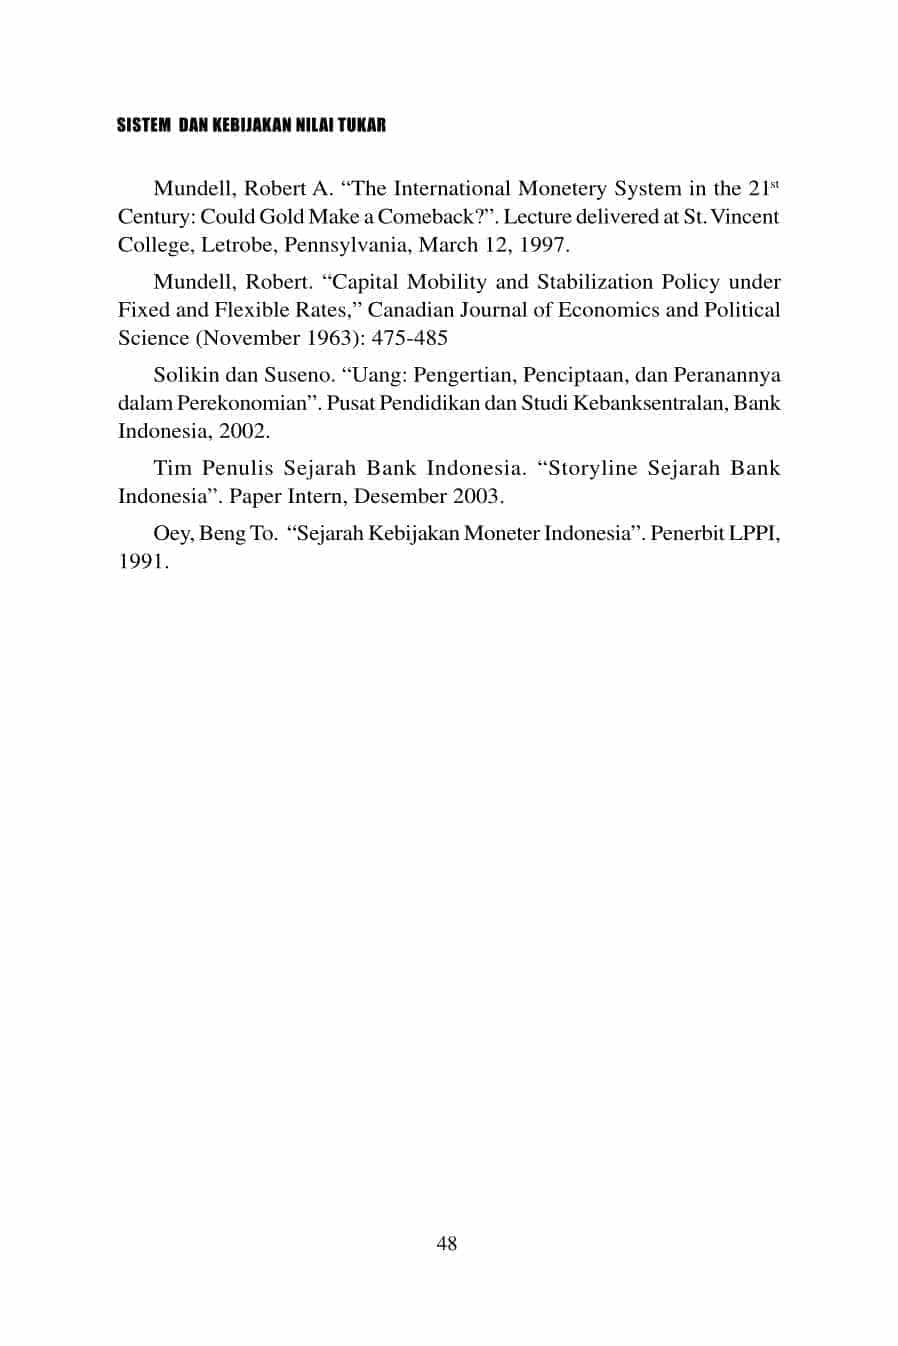 SISTEM DAN KEBIJAKAN NILAI TUKAR
Mundell, Robert A. “The International Monetery System in the 21st
Century: Could Gold Make a Comeback?”. Lecture delivered at St. Vincent
College, Letrobe, Pennsylvania, March 12, 1997.
Mundell, Robert. “Capital Mobility and Stabilization Policy under
Fixed and Flexible Rates,” Canadian Journal of Economics and Political
Science (November 1963): 475-485
Solikin dan Suseno. “Uang: Pengertian, Penciptaan, dan Peranannya
dalam Perekonomian”. Pusat Pendidikan dan Studi Kebanksentralan, Bank
Indonesia, 2002.
Tim Penulis Sejarah Bank Indonesia. “Storyline Sejarah Bank
Indonesia”. Paper Intern, Desember 2003.
Oey, Beng To. “Sejarah Kebijakan Moneter Indonesia”. Penerbit LPPI,
1991.
48